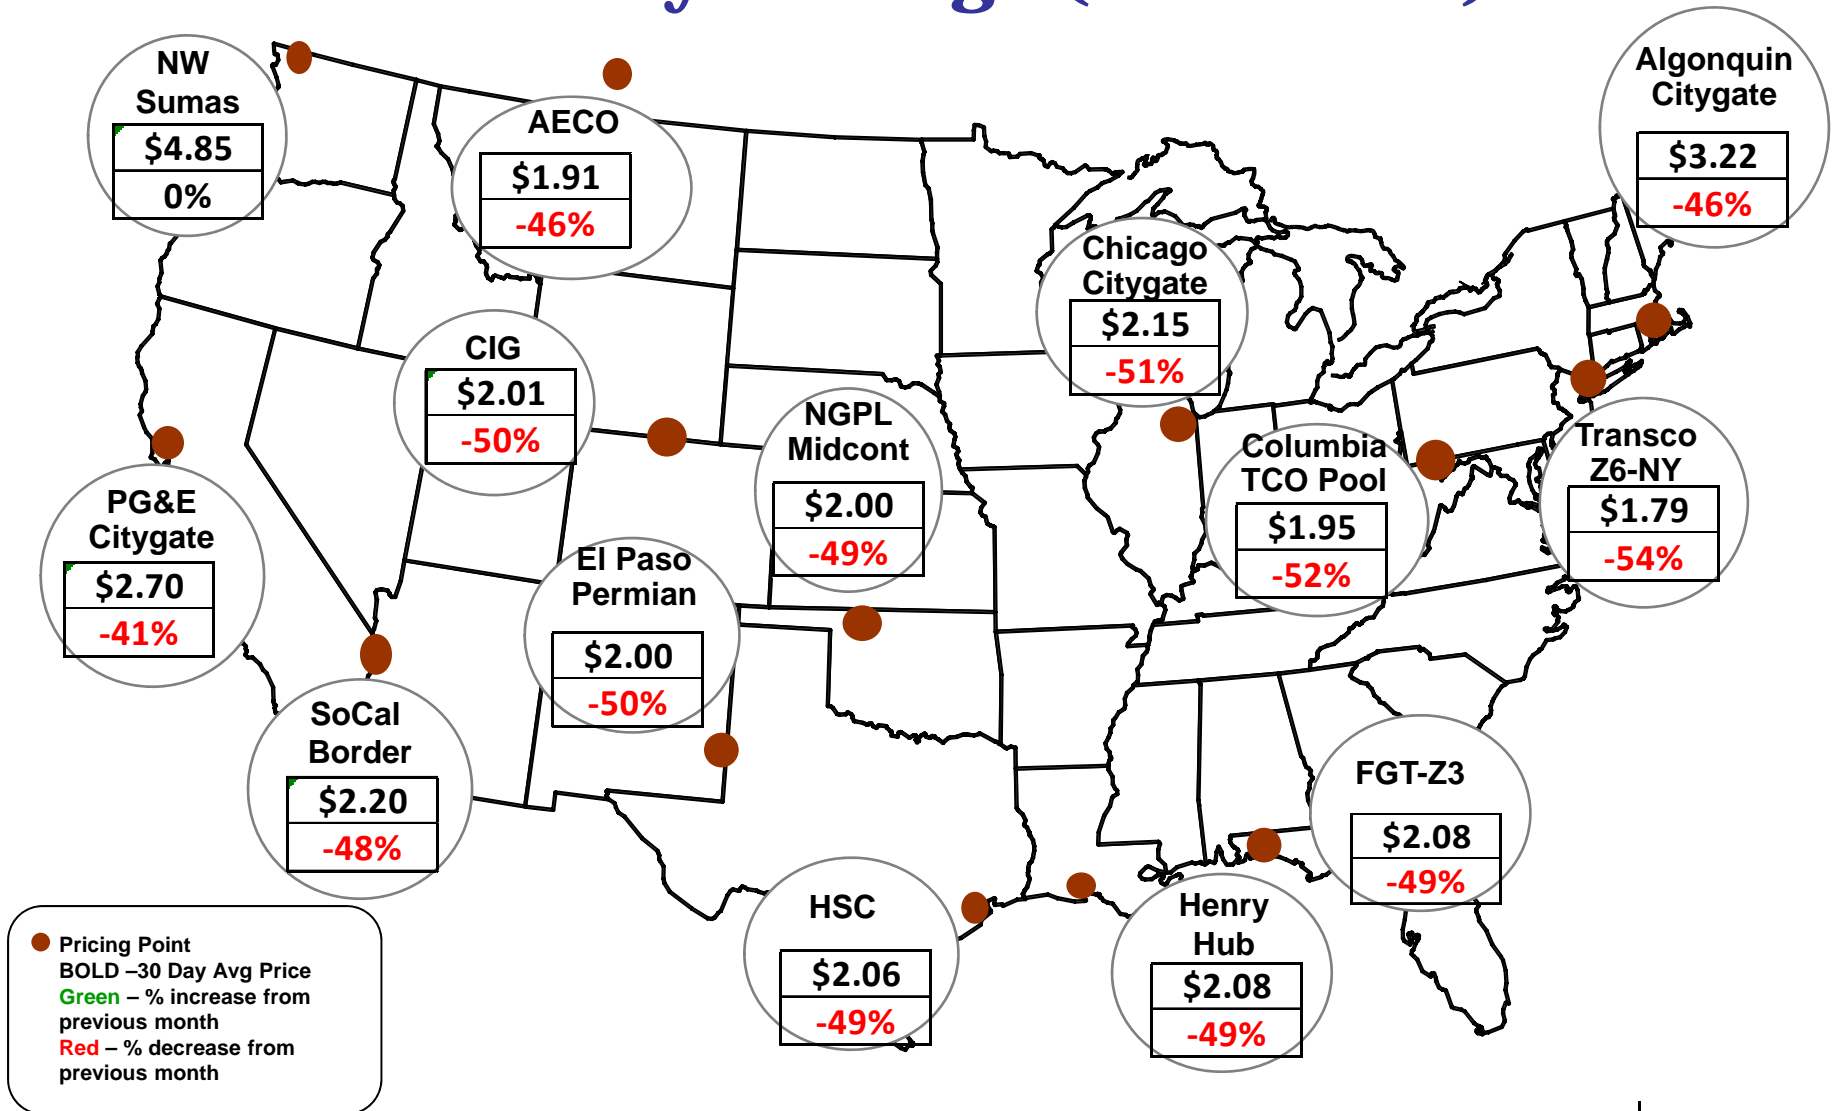 NW
Sumas
$4.85
0%
AECO
$1.91
-46%
Algonquin
Citygate
$3.22
-46%
Chicago
Citygate
$2.15
-51%
CIG
$2.01
-50%
NGPL
Midcont
$2.00
-49%
Columbia
TCO Pool
$1.95
-52%
Transco
Z6-NY
$1.79
-54%
PG&E
Citygate
$2.70
-41%
El Paso
Permian
$2.00
-50%
SoCal
Border
$2.20
-48%
FGT-Z3
$2.08
-49%
HSC
$2.06
-49%
Henry
Hub
$2.08
-49%
Pricing Point
BOLD –30 Day Avg Price
Green – % increase from
previous month
Red – % decrease from
previous month